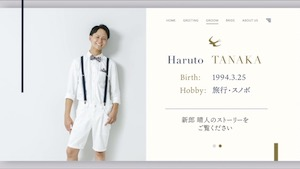 HOME GREETING GROOM BRIDE ABOUT US
Haruto TANAKA
Birth: 1994.3.25
Hobby: 旅行・スノボ
新郎 晴人のストーリーを
ご覧ください